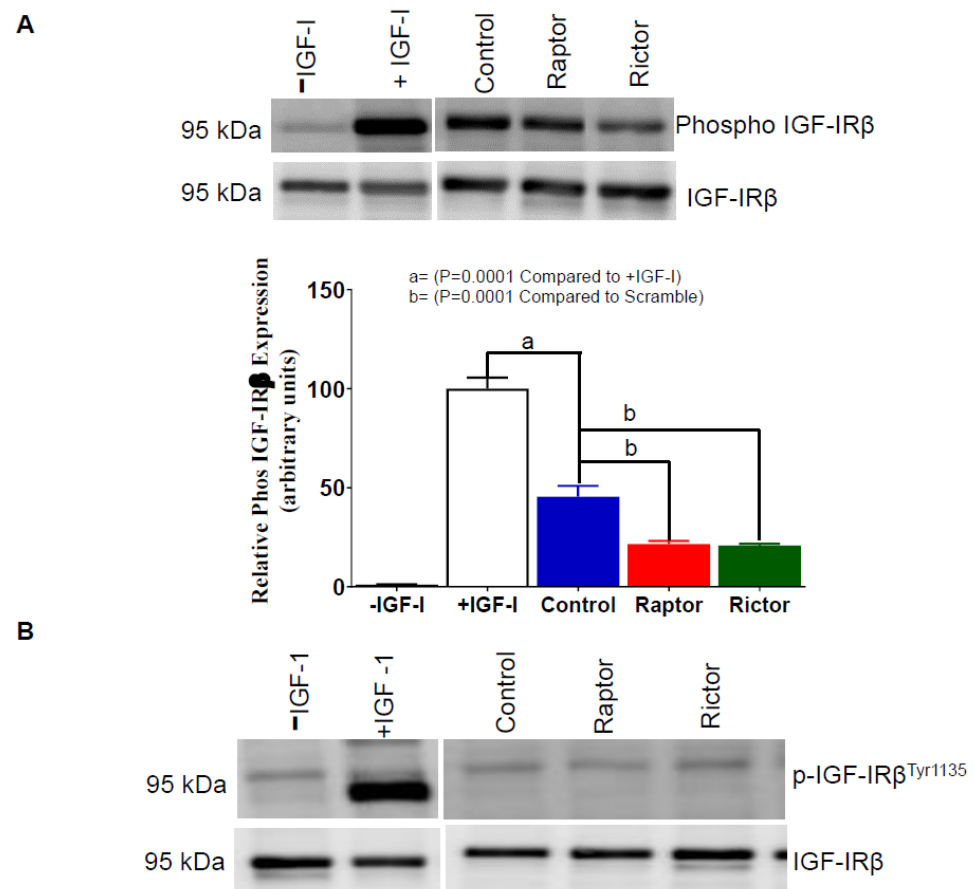 A
-IGF-I
+ IGF-I
Control
Raptor
Rictor
95 kDa
Phospho IGF-IRβ
95 kDa
IGF-IRβ
a= (P=0.0001 Compared to +IGF-I)
b= (P=0.0001 Compared to Scramble)
Relative Phos IGF-IRβ Expression
(arbitrary units)
150
100
50
0
a
b
b
-IGF-I
+IGF-I
Control
Raptor
Rictor
B
-IGF-1
+IGF -1
Control
Raptor
Rictor
95 kDa
p-IGF-IRβTyr1135
95 kDa
IGF-IRβ